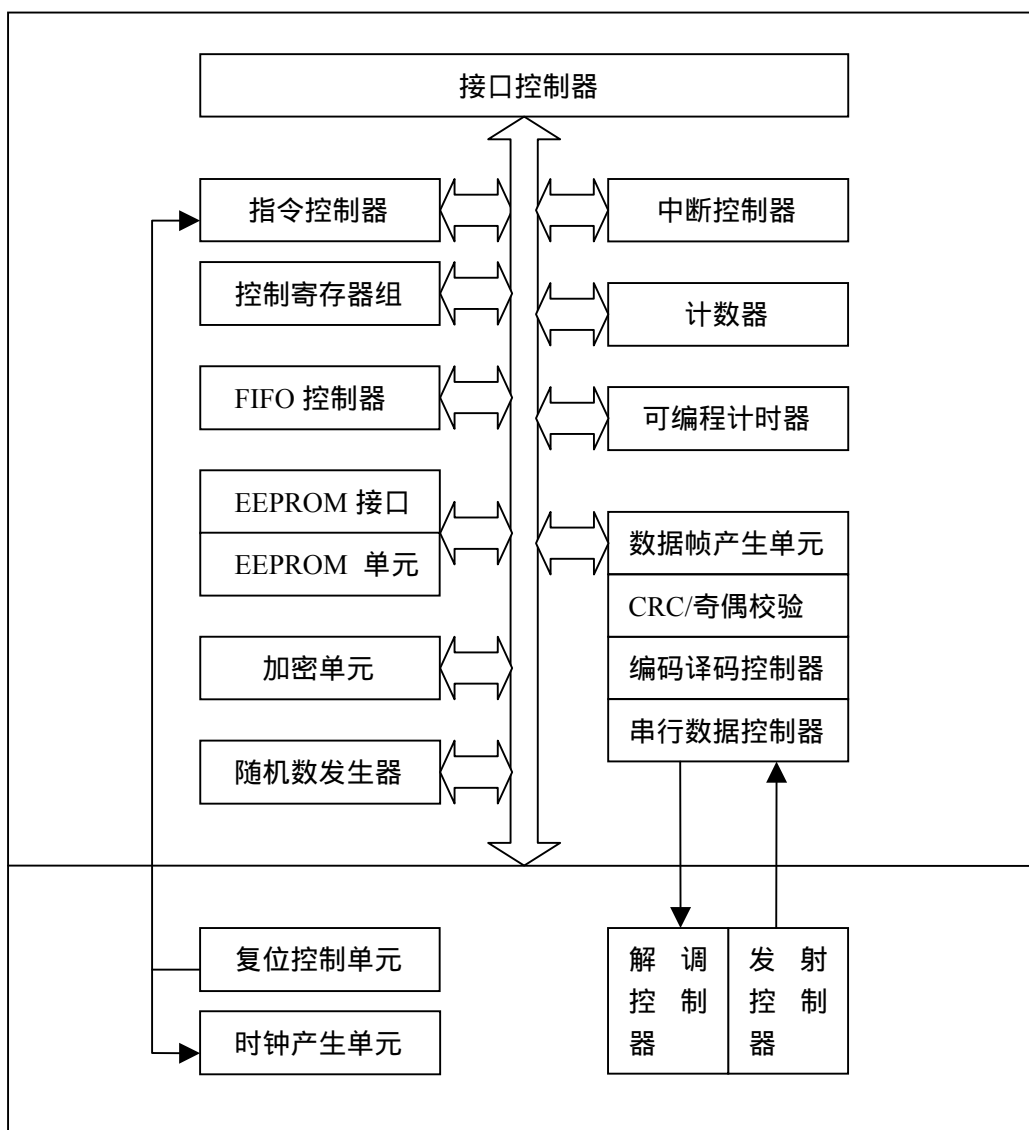 接口控制器
指令控制器
中断控制器
控制寄存器组
计数器
FIFO 控制器
可编程计时器
EEPROM 接口
EEPROM 单元
数据帧产生单元
CRC/奇偶校验
加密单元
编码译码控制器
串行数据控制器
随机数发生器
复位控制单元
时钟产生单元
解 调
控 制
器
发 射
控 制
器